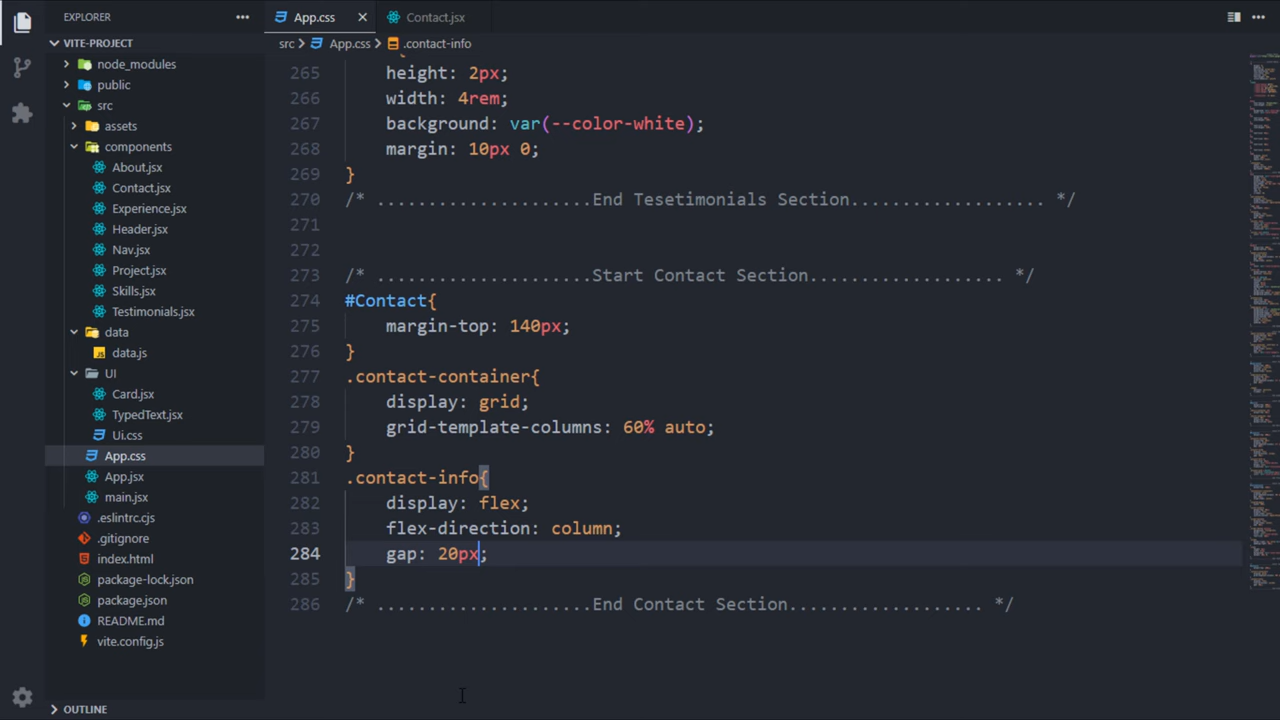 EXPLORER
VITE-PROJECT
node_modules
public
src
assets
components
About.jsx
Contact.jsx
Experience.jsx
Header.jsx
Nav.jsx
Project.jsx
Skills.jsx
Testimonials.jsx
data
data.js
UI
Card.jsx
TypedText.jsx
Ui.css
App.css
App.jsx
main.jsx
.eslintrc.cjs
.gitignore
index.html
package-lock.json
package.json
README.md
vite.config.js
OUTLINE
App.css
Contact.jsx
src > App.css > .contact-info
265 height: 2px;
266 width: 4rem;
267 background: var(--color-white);
268 margin: 10px 0;
269 }
270 /* .....................End Tesetimonials Section................... */
271
272
273 /* .....................Start Contact Section................... */
274 #Contact{
275 margin-top: 140px;
276 }
277 .contact-container{
278 display: grid;
279 grid-template-columns: 60% auto;
280 }
281 .contact-info{
282 display: flex;
283 flex-direction: column;
284 gap: 20px;
285 }
286 /* .....................End Contact Section................... */